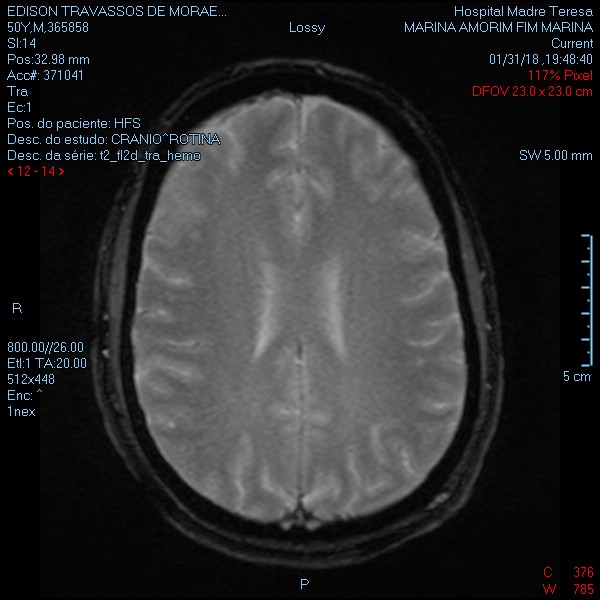 EDISON TRAVASSOS DE MORAE...
50Y,M,365858
Sl:14
Pos:32.98 mm
Acc#: 371041
Tra
Ec:1
Pos. do paciente: HFS
Desc. do estudo: CRANIO^ROTINA
Desc. da série: t2_fl2d_tra_hemo
<12 - 14 >
Lossy
Hospital Madre Teresa
MARINA AMORIM FIM MARINA
Current
01/31/18 ,19:48:40
117% Pixel
DFOV 23.0 x 23.0 cm
SW 5.00 mm
R
800.00//26.00
Etl:1 TA:20.00
512x448
Enc: ^
1nex
5 cm
P
C 376
W 785